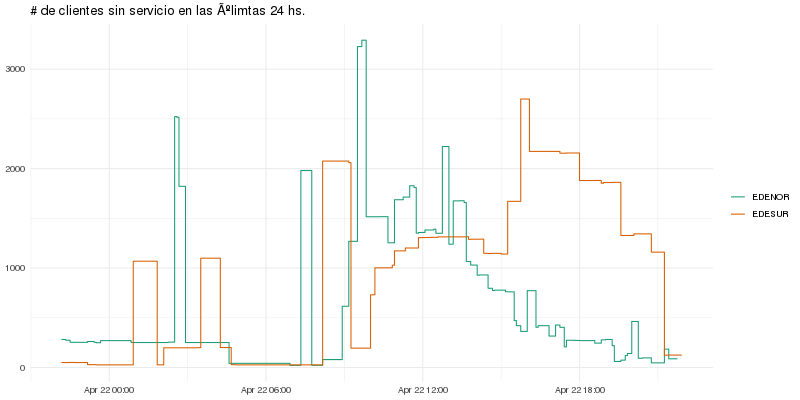 # de clientes sin servicio en las Ãºlimtas 24 hs.
3000
2000
1000
0
Apr 22 00:00
Apr 22 06:00
Apr 22 12:00
Apr 22 18:00
EDENOR
EDESUR